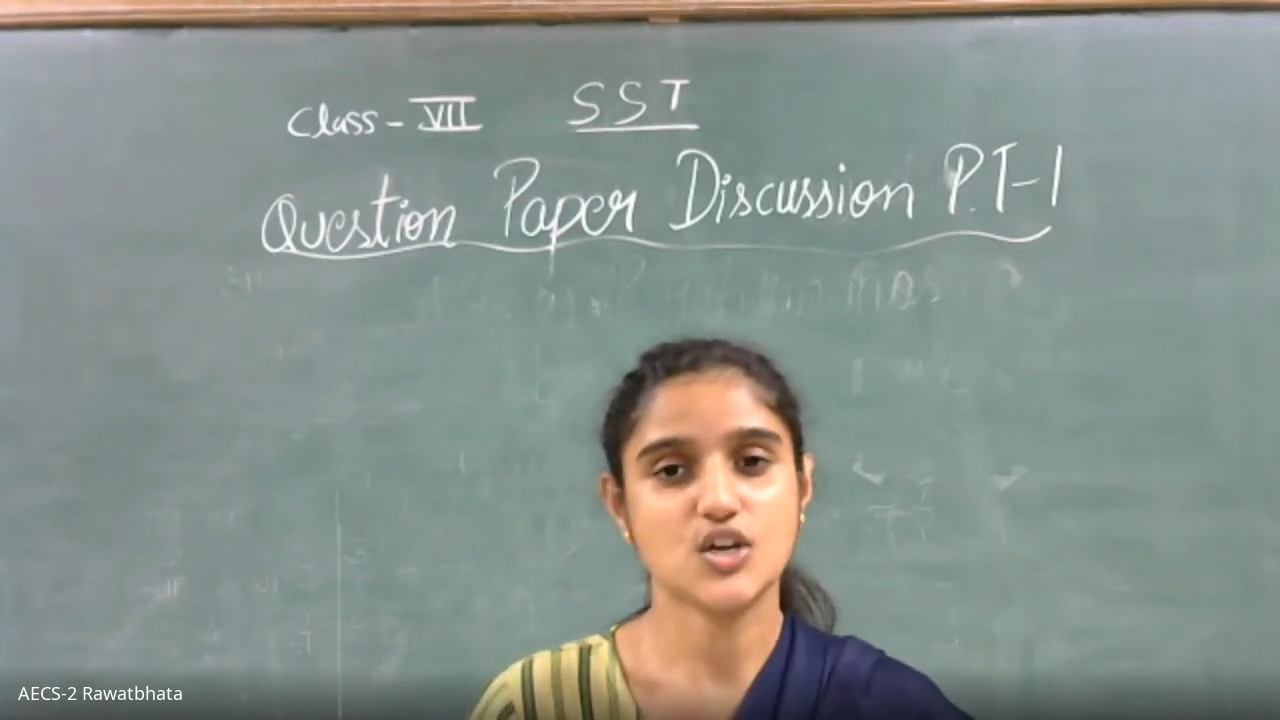 Class - VII SST
Question Paper Discussion P.T-1
AECS-2 Rawatbhata